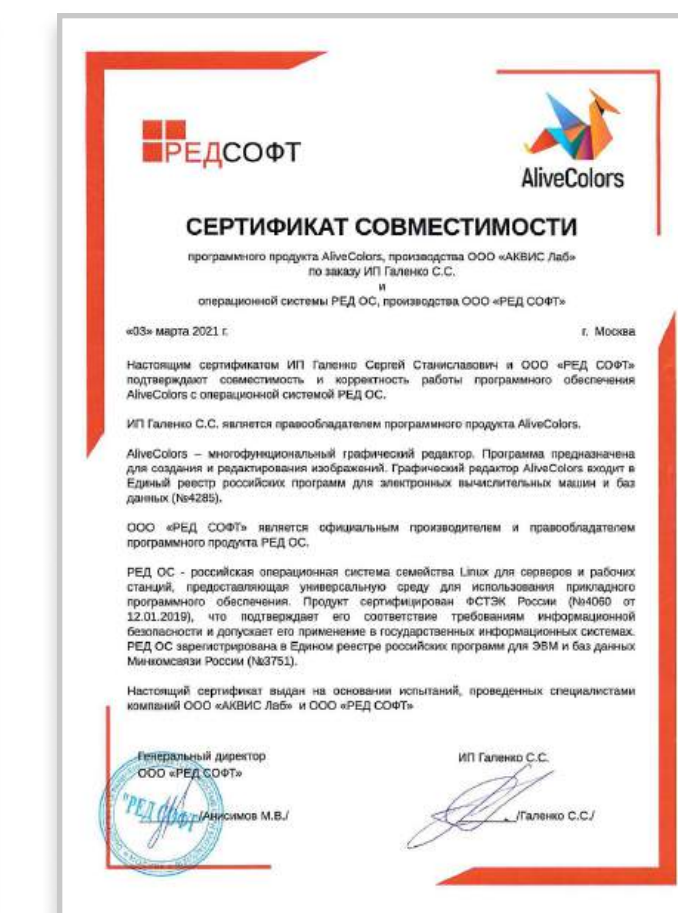 РЕДСОФТ
AliveColors
СЕРТИФИКАТ СОВМЕСТИМОСТИ
программного продукта AliveColors, производства ООО «АКВИС Лаб»
по заказу ИП Галенко С.С.
и
операционной системы РЕД ОС, производства ООО «РЕД СОФТ»
«03» марта 2021 г. г. Москва
Настоящим сертификатом ИП Галенко Сергей Станиславович и ООО «РЕД СОФТ»
подтверждают совместимость и корректность работы программного обеспечения
AliveColors с операционной системой РЕД ОС.
ИП Галенко С.С. является правообладателем программного продукта AliveColors.
AliveColors – многофункциональный графический редактор. Программа предназначена
для создания и редактирования изображений. Графический редактор AliveColors входит в
Единый реестр российских программ для электронных вычислительных машин и баз
данных (№4285).
ООО «РЕД СОФТ» является официальным производителем и правообладателем
программного продукта РЕД ОС.
РЕД ОС - российская операционная система семейства Linux для серверов и рабочих
станций, предоставляющая универсальную среду для использования прикладного
программного обеспечения. Продукт сертифицирован ФСТЭК России (№4060 от
12.01.2019), что подтверждает его соответствие требованиям информационной
безопасности и допускает его применение в государственных информационных системах.
РЕД ОС зарегистрирована в Едином реестре российских программ для ЭВМ и баз данных
Минкомсвязи России (№3751).
Настоящий сертификат выдан на основании испытаний, проведенных специалистами
компаний ООО «АКВИС Лаб» и ООО «РЕД СОФТ»
Генеральный директор ИП Галенко С.С.
ООО «РЕД СОФТ»
"РЕД СОФТ"
/Анисимов М.В./ /Галенко С.С./